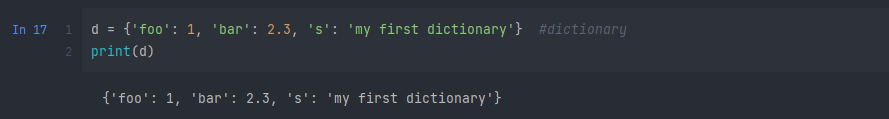 In 17 1 d = {'foo': 1, 'bar': 2.3, 's': 'my first dictionary'}  #dictionary
2 print(d)
{'foo': 1, 'bar': 2.3, 's': 'my first dictionary'}